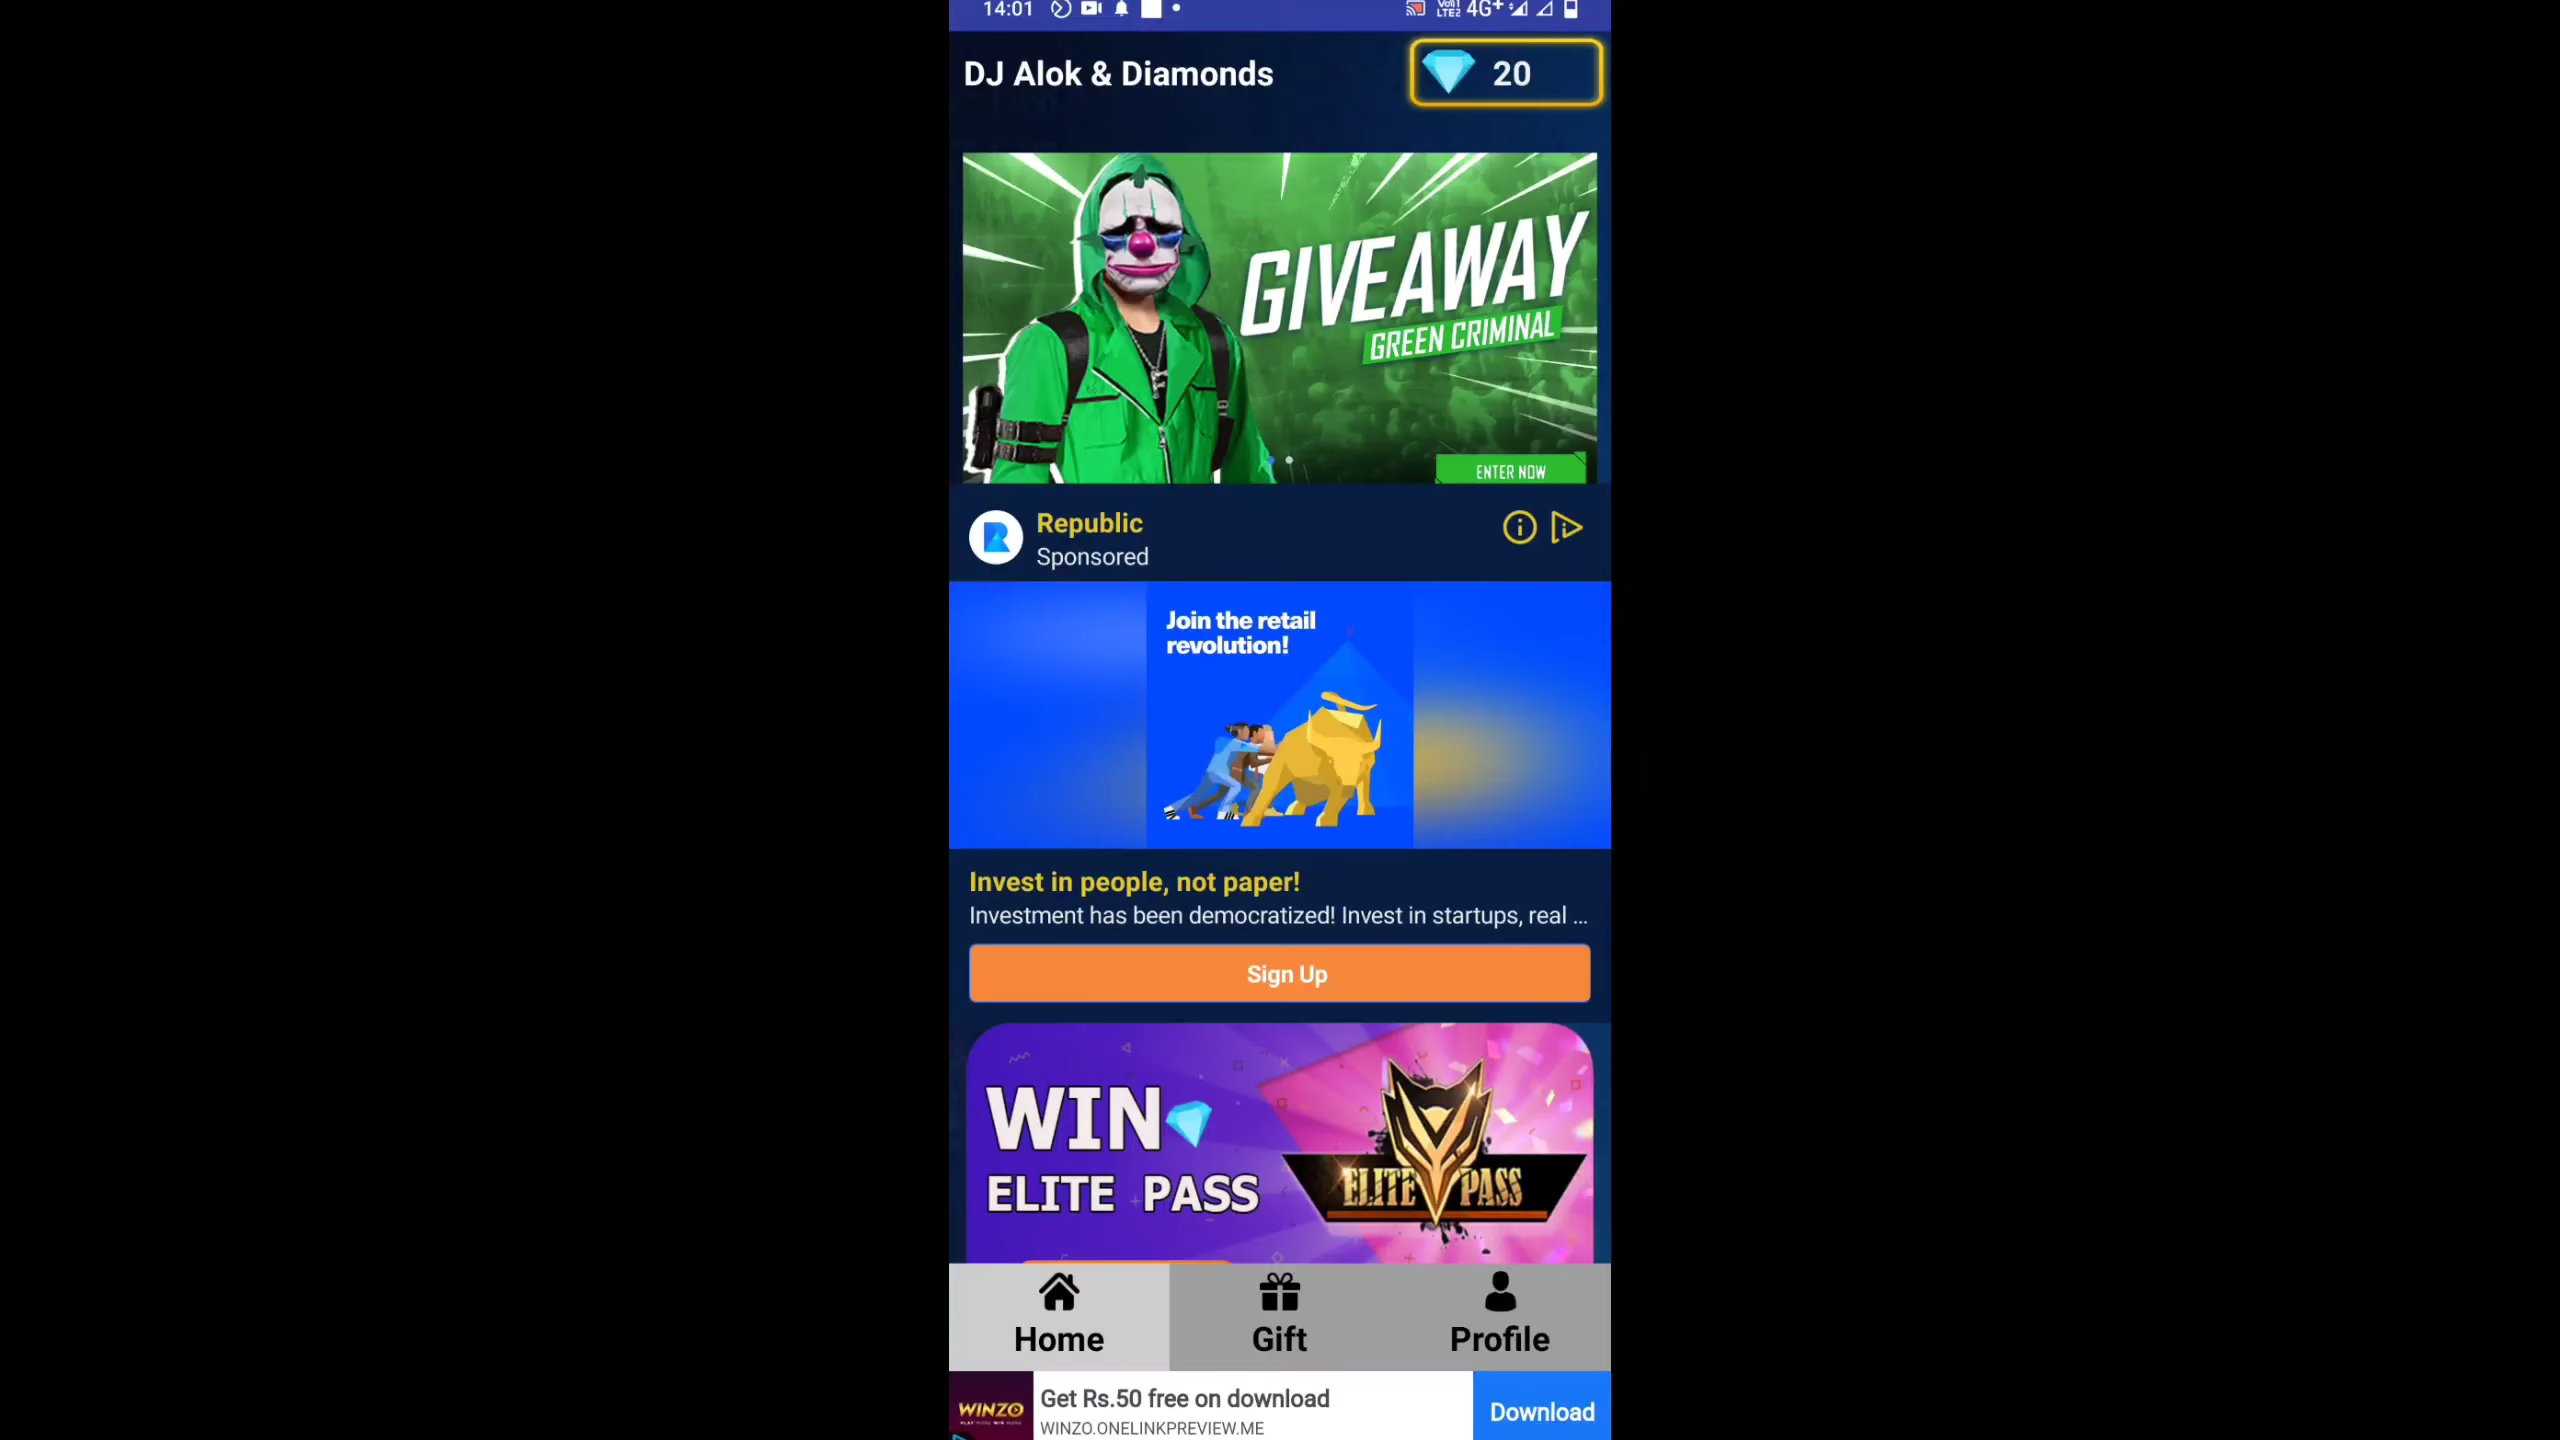 14:01
Vo)) LTE2 4G+
DJ Alok & Diamonds
20
GIVEAWAY
GREEN CRIMINAL
ENTER NOW
Republic
Sponsored
Join the retail
revolution!
Invest in people, not paper!
Investment has been democratized! Invest in startups, real ...
Sign Up
WIN
ELITE PASS
ELITE PASS
Home
Gift
Profile
WINZO
Get Rs.50 free on download
WINZO.ONELINKPREVIEW.ME
Download